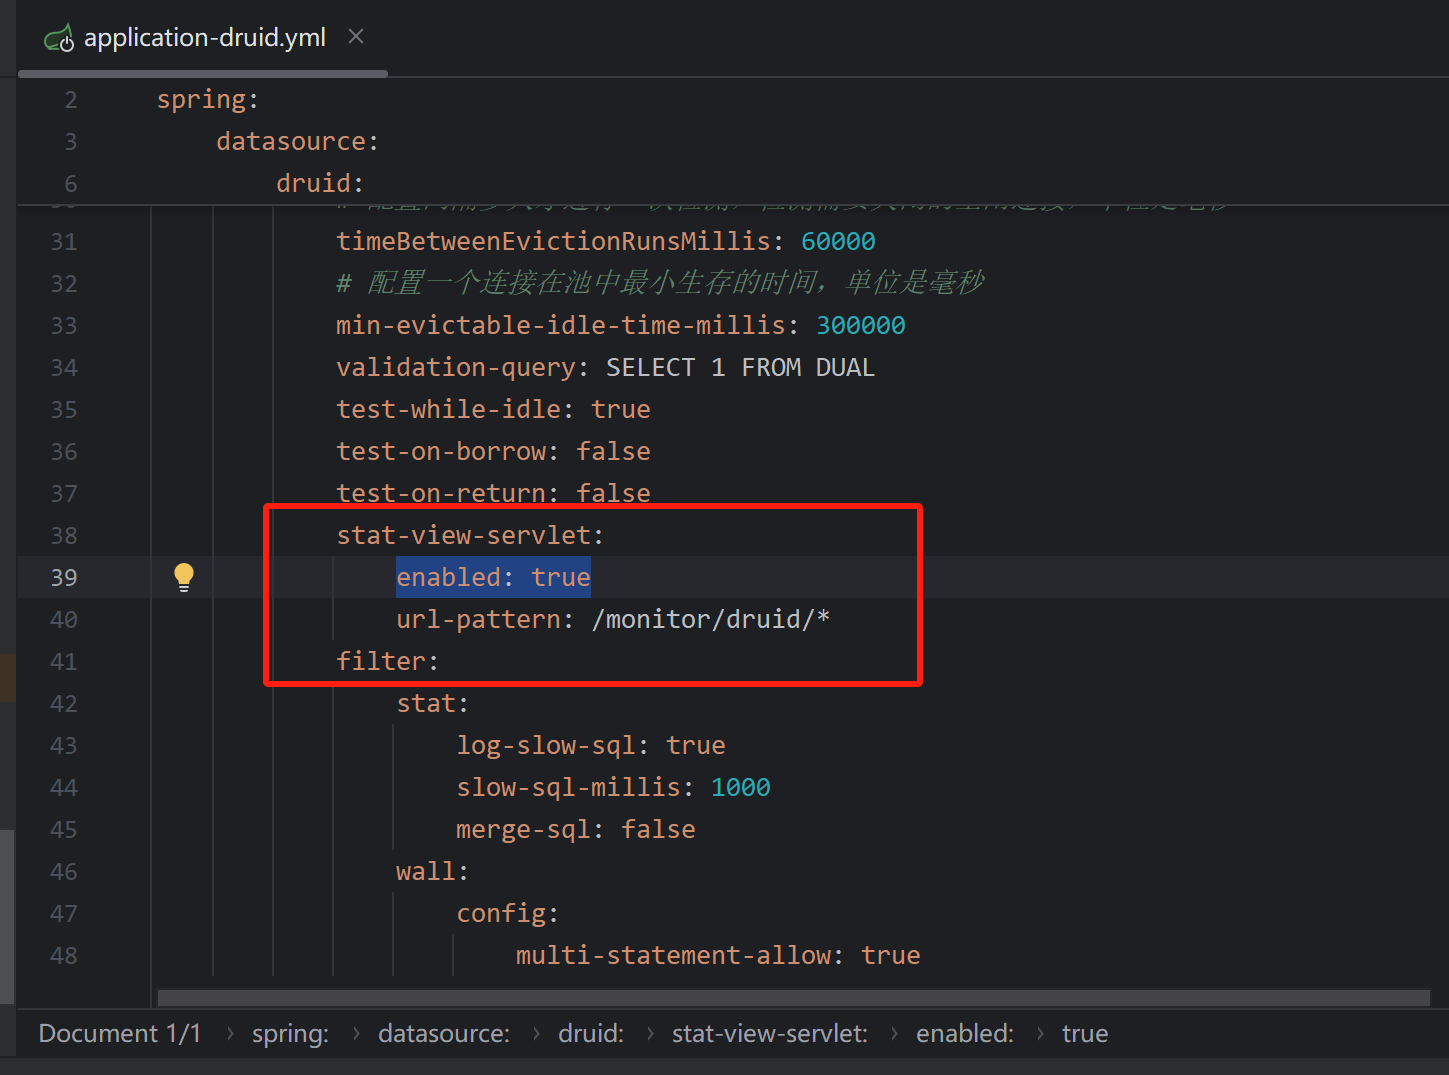 application-druid.yml
2 spring:
3 datasource:
6 druid:
31 timeBetweenEvictionRunsMillis: 60000
32 # 配置一个连接在池中最小生存的时间，单位是毫秒
33 min-evictable-idle-time-millis: 300000
34 validation-query: SELECT 1 FROM DUAL
35 test-while-idle: true
36 test-on-borrow: false
37 test-on-return: false
38 stat-view-servlet:
39 enabled: true
40 url-pattern: /monitor/druid/*
41 filter:
42 stat:
43 log-slow-sql: true
44 slow-sql-millis: 1000
45 merge-sql: false
46 wall:
47 config:
48 multi-statement-allow: true
Document 1/1 › spring: › datasource: › druid: › stat-view-servlet: › enabled: › true